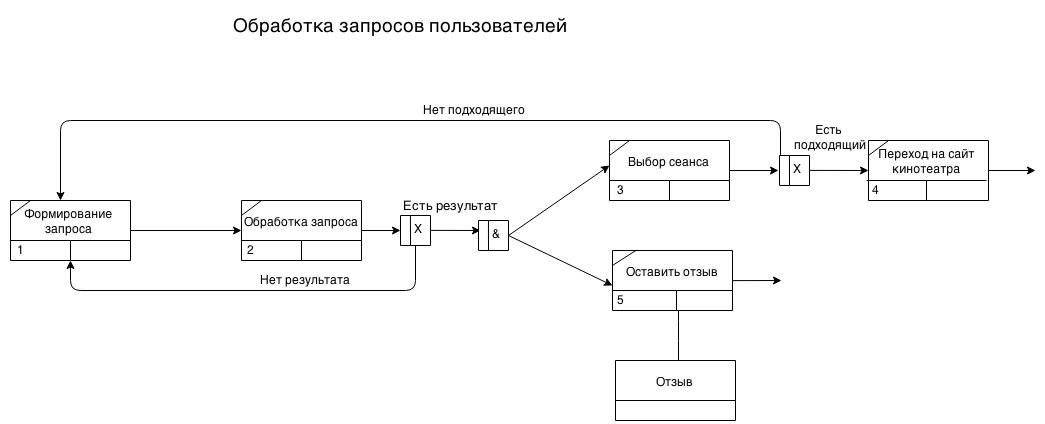 Обработка запросов пользователей
Нет подходящего
Есть
подходящий
Выбор сеанса
3
X
Переход на сайт
кинотеатра
4
Формирование
запроса
1
Обработка запроса
2
Есть результат
X
&
Нет результата
Оставить отзыв
5
Отзыв